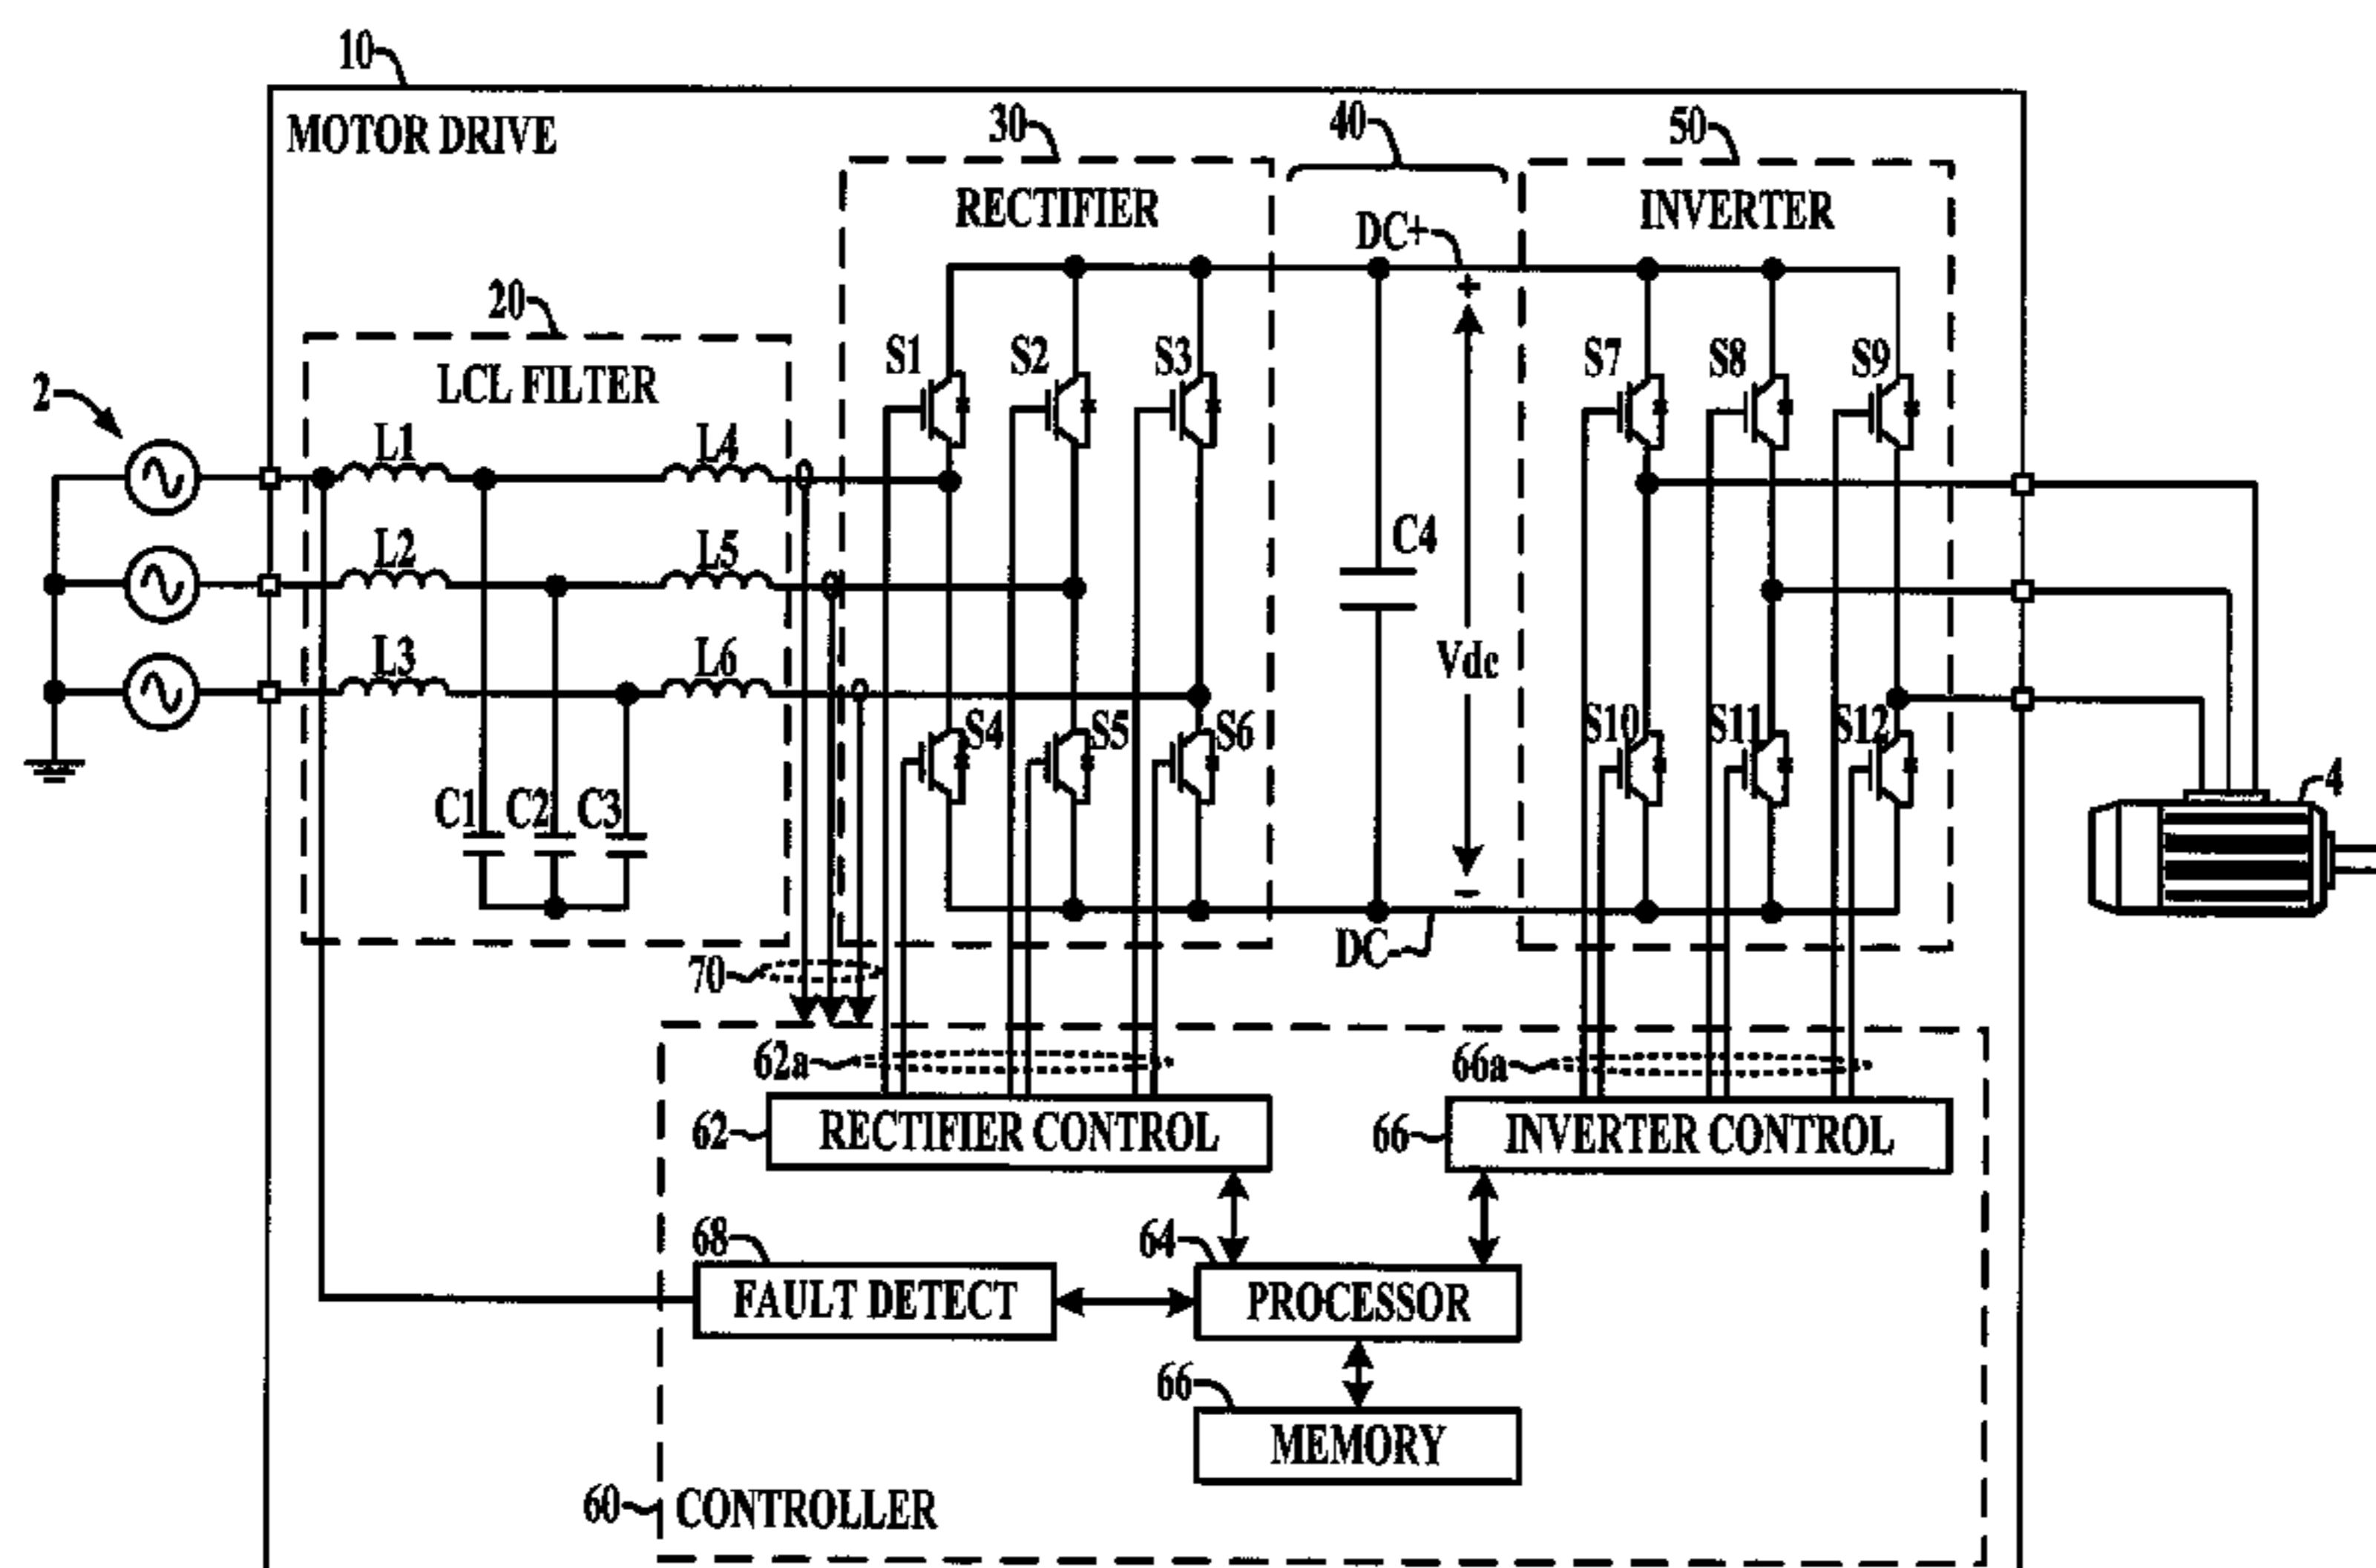 10
MOTOR DRIVE
30
40
50
RECTIFIER
INVERTER
DC+
+
20
LCL FILTER
2
S1
S2
S3
S7
S8
S9
L1
L4
L2
L5
C4
L3
L6
Vdc
S4
S5
S6
S10
S11
S12
4
C1
C2
C3
-
DC-
70
62a
66a
62
RECTIFIER CONTROL
66
INVERTER CONTROL
68
64
FAULT DETECT
PROCESSOR
66
MEMORY
60
CONTROLLER